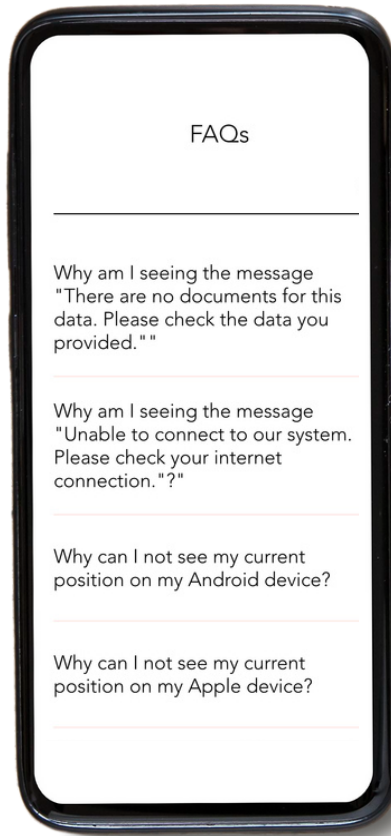 FAQs
Why am I seeing the message
"There are no documents for this
data. Please check the data you
provided.""
Why am I seeing the message
"Unable to connect to our system.
Please check your internet
connection."?"
Why can I not see my current
position on my Android device?
Why can I not see my current
position on my Apple device?